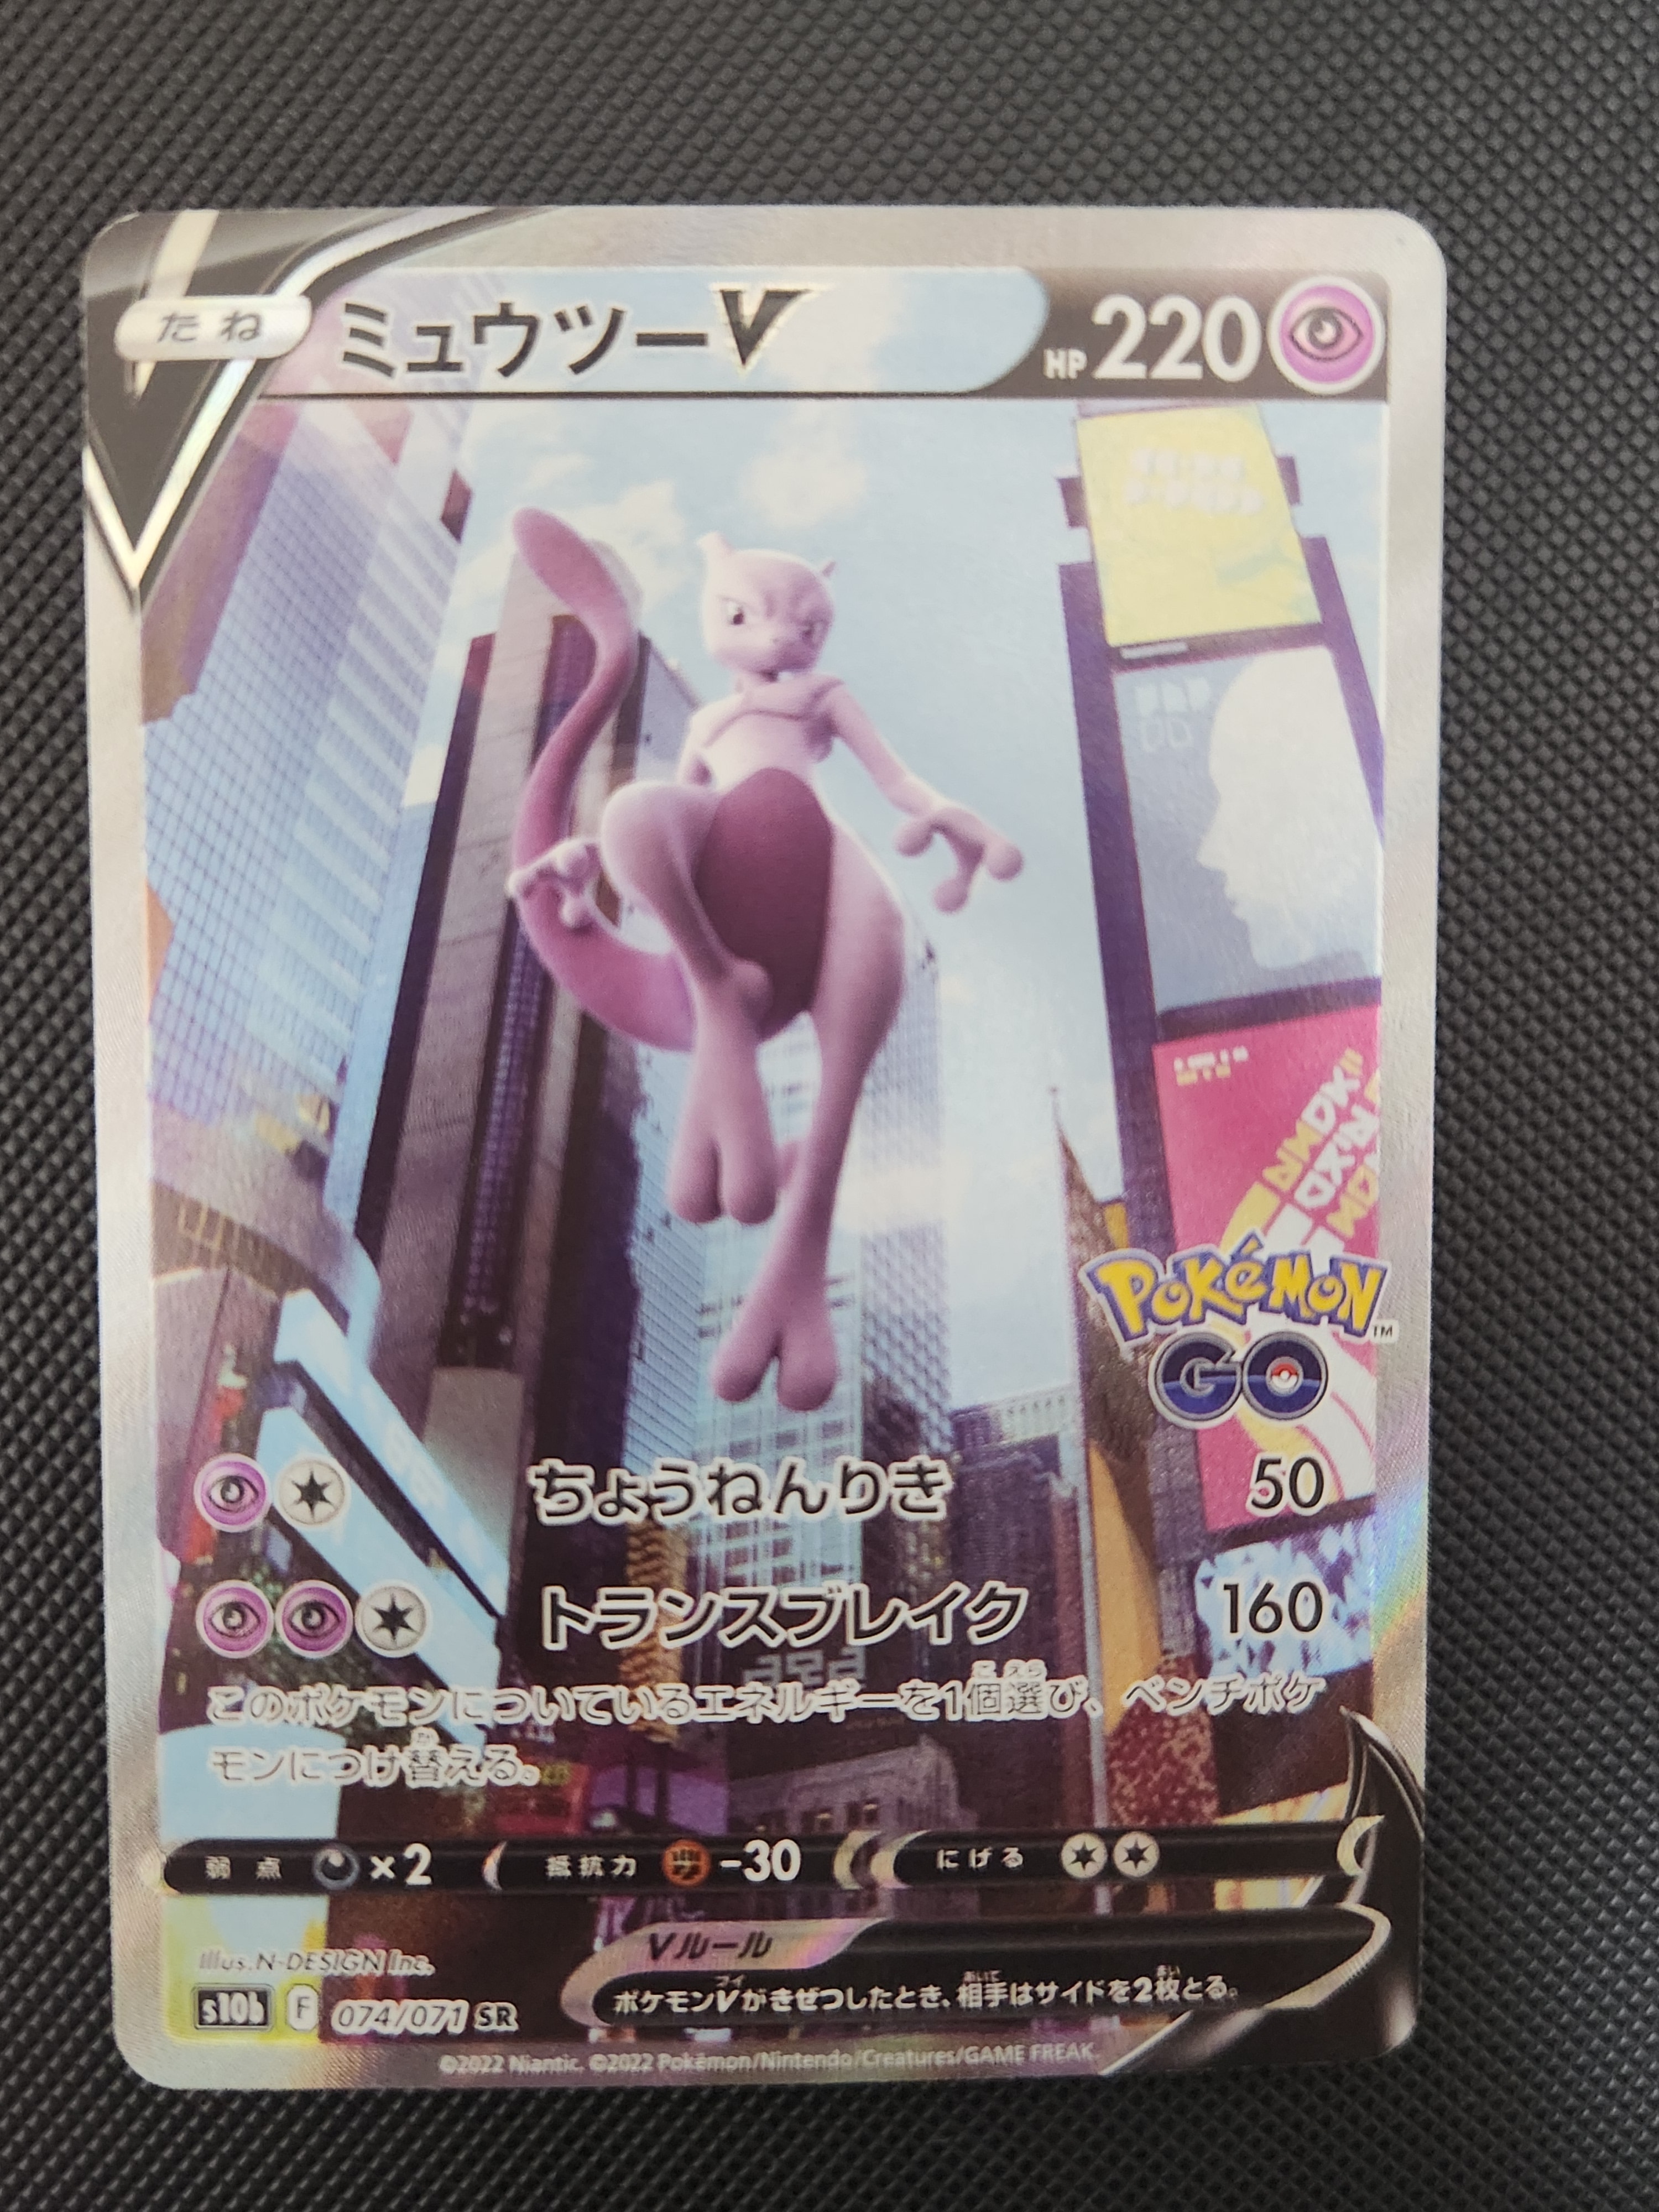 たね
ミュウツーV
HP 220
POKéMON
GO
TM
ちょうねんりき 50
トランスブレイク 160
このポケモンについているエネルギーを1個選び、ベンチポケ
モンにつけ替える。
弱点 ×2 抵抗力 -30 にげる
Illus. N-DESIGN Inc.
Vルール
ポケモンVがきぜつしたとき、相手はサイドを2枚とる。
s10b F 074/071 SR
©2022 Niantic. ©2022 Pokémon/Nintendo/Creatures/GAME FREAK.